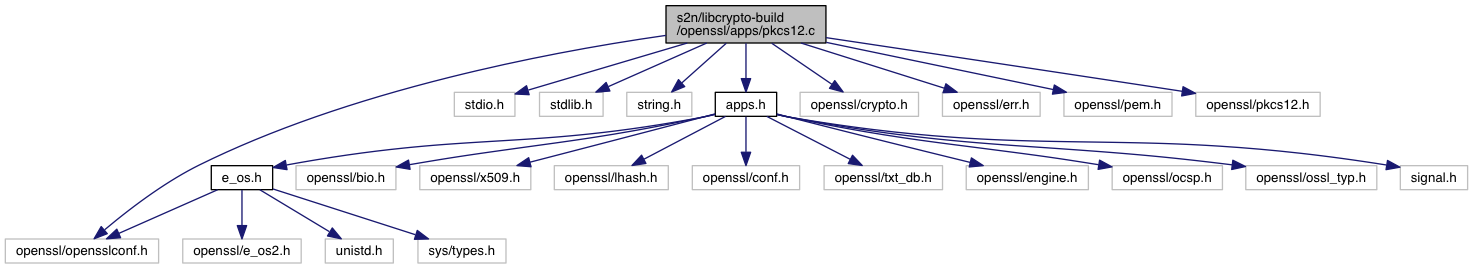 s2n/libcrypto-build
/openssl/apps/pkcs12.c
stdio.h
stdlib.h
string.h
apps.h
openssl/crypto.h
openssl/err.h
openssl/pem.h
openssl/pkcs12.h
e_os.h
openssl/bio.h
openssl/x509.h
openssl/lhash.h
openssl/conf.h
openssl/txt_db.h
openssl/engine.h
openssl/ocsp.h
openssl/ossl_typ.h
signal.h
openssl/opensslconf.h
openssl/e_os2.h
unistd.h
sys/types.h